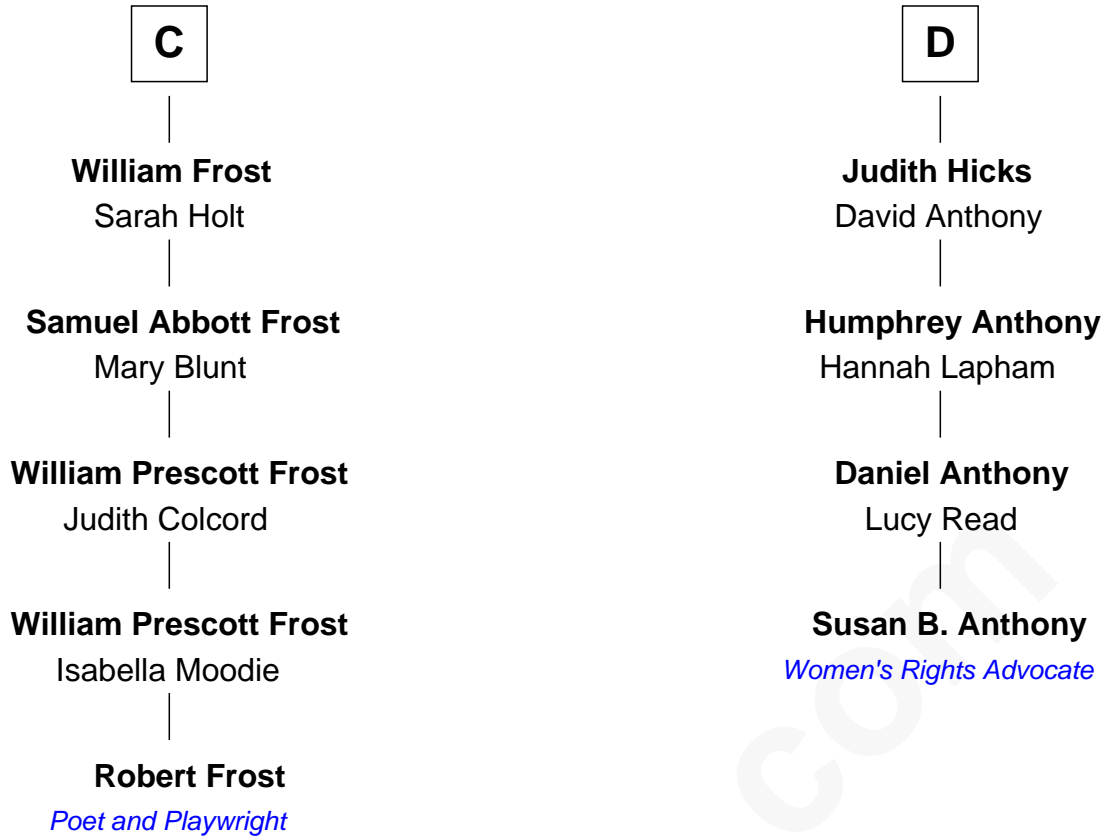 C
William Frost
Sarah Holt
Samuel Abbott Frost
Mary Blunt
William Prescott Frost
Judith Colcord
William Prescott Frost
Isabella Moodie
Robert Frost
Poet and Playwright
D
Judith Hicks
David Anthony
Humphrey Anthony
Hannah Lapham
Daniel Anthony
Lucy Read
Susan B. Anthony
Women's Rights Advocate
com